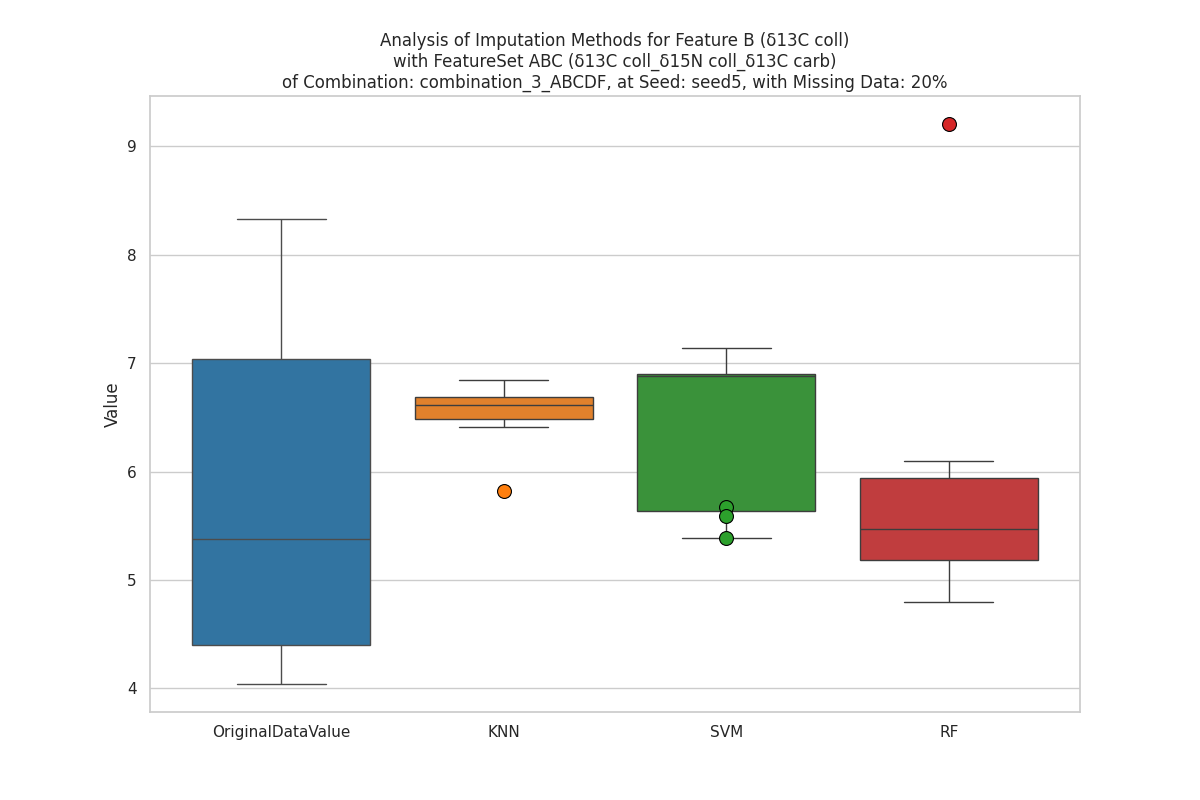 Analysis of Imputation Methods for Feature B (δ13C coll)
with FeatureSet ABC (δ13C coll_δ15N coll_δ13C carb)
of Combination: combination_3_ABCDF, at Seed: seed5, with Missing Data: 20%
9
8
7
6
5
4
Value
OriginalDataValue
KNN
SVM
RF